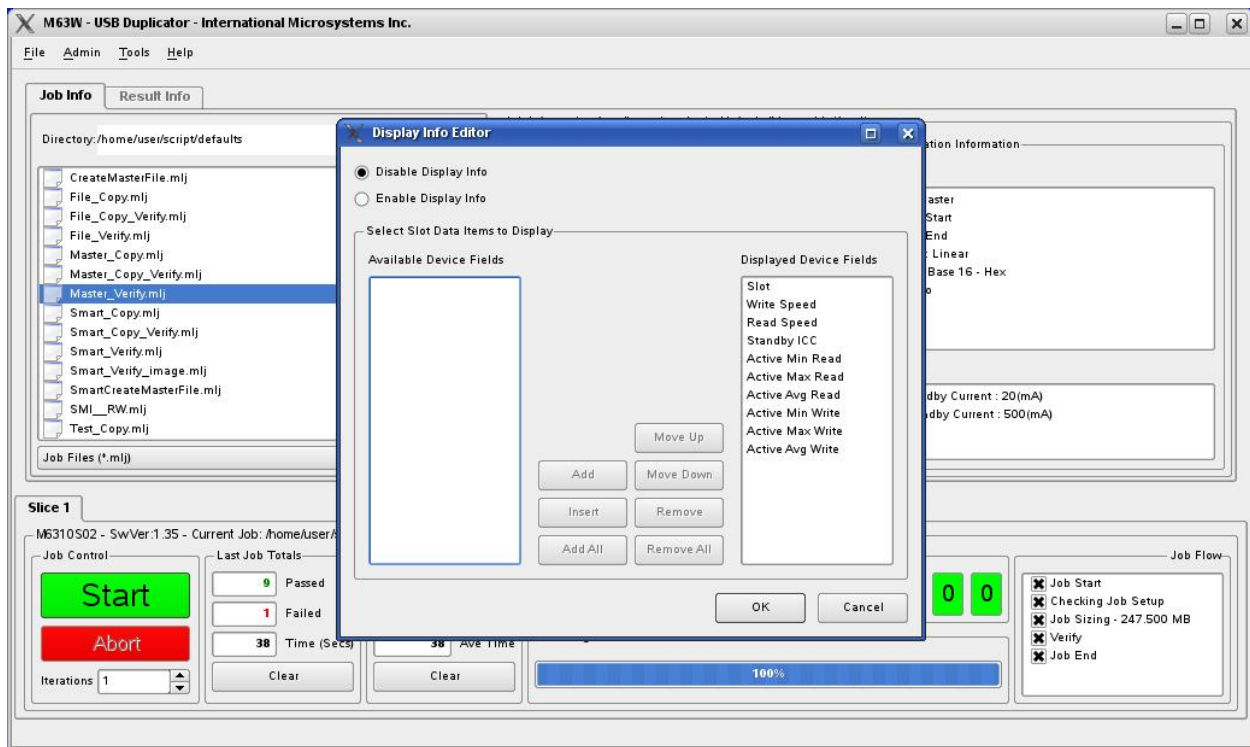 M63W - USB Duplicator - International Microsystems Inc.
File Admin Tools Help
Job Info Result Info
Directory:/home/user/script/defaults
CreateMasterFile.mlj
File_Copy.mlj
File_Copy_Verify.mlj
File_Verify.mlj
Master_Copy.mlj
Master_Copy_Verify.mlj
Master_Verify.mlj
Smart_Copy.mlj
Smart_Copy_Verify.mlj
Smart_Verify.mlj
Smart_Verify_image.mlj
SmartCreateMasterFile.mlj
SMI__RW.mlj
Test_Copy.mlj
Job Files (*.mlj)
Display Info Editor
Disable Display Info
Enable Display Info
Select Slot Data Items to Display
Available Device Fields
Move Up
Add Move Down
Insert Remove
Add All Remove All
Displayed Device Fields
Slot
Write Speed
Read Speed
Standby ICC
Active Min Read
Active Max Read
Active Avg Read
Active Min Write
Active Max Write
Active Avg Write
OK Cancel
ation Information
aster
Start
End
: Linear
Base 16 - Hex
o
dby Current : 20(mA)
dby Current : 500(mA)
Slice 1
M6310S02 - SwVer:1.35 - Current Job: /home/user/s
Job Control
Start
Abort
Iterations 1
Last Job Totals
9 Passed
1 Failed
38 Time (Secs)
Clear
38 Ave Time
Clear
0 0
100%
Job Flow
Job Start
Checking Job Setup
Job Sizing - 247.500 MB
Verify
Job End